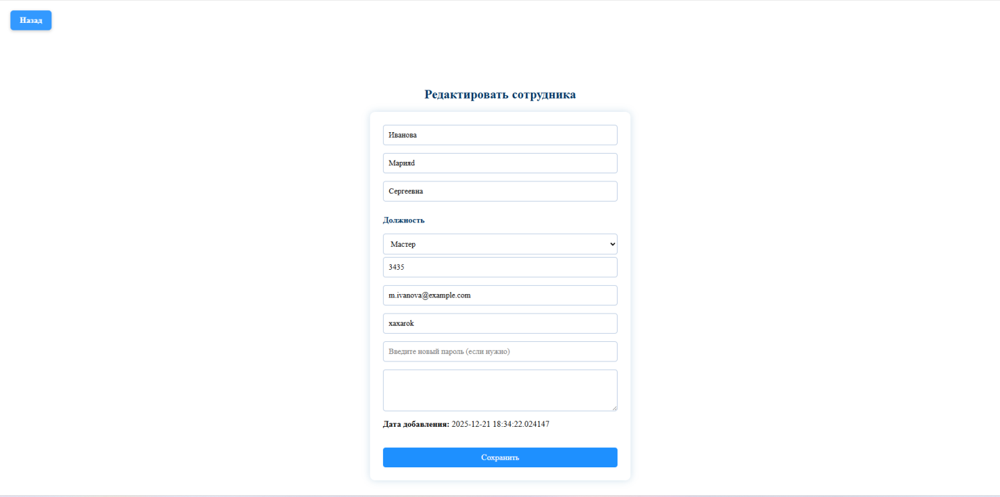 Назад
Редактировать сотрудника
Иванова
Марияd
Сергеевна
Должность
Мастер
3435
m.ivanova@example.com
xaxarok
Введите новый пароль (если нужно)
Дата добавления: 2025-12-21 18:34:22.024147
Сохранить